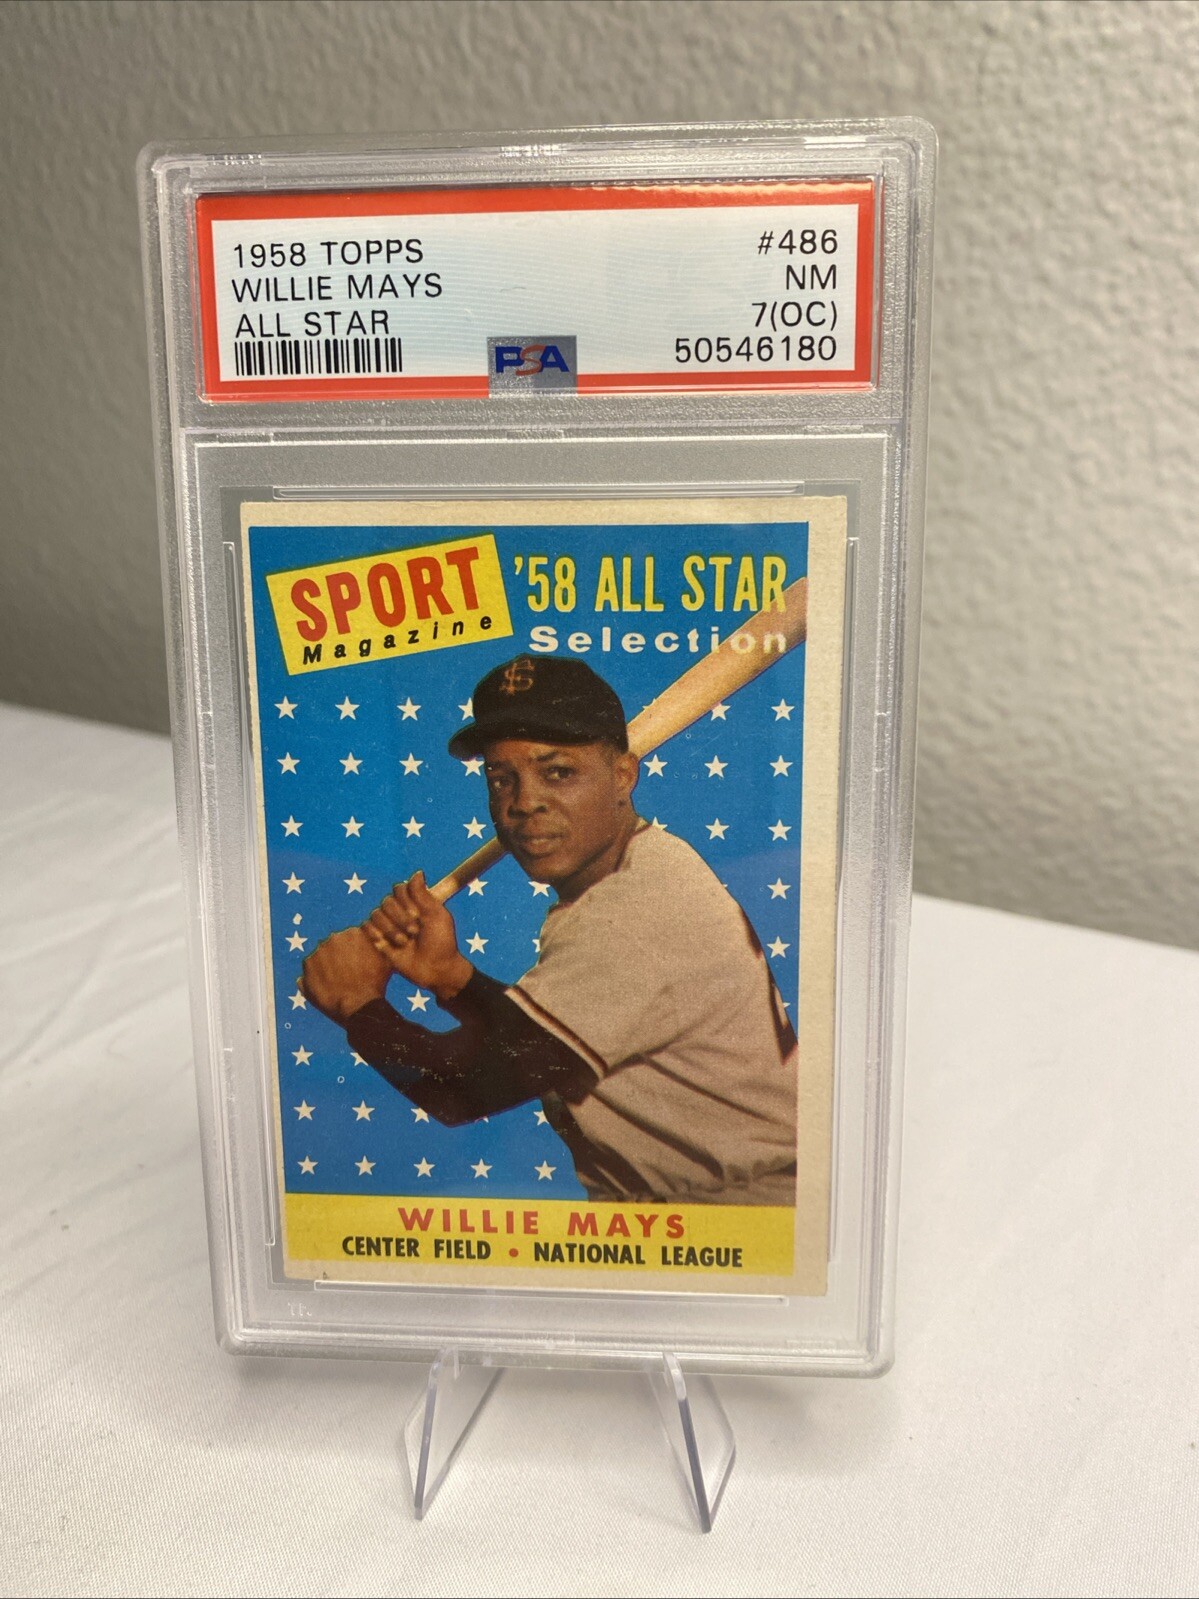 1958 TOPPS #486
WILLIE MAYS NM
ALL STAR 7(OC)
PSA 50546180
SPORT
Magazine
'58 ALL STAR
Selection
SF
WILLIE MAYS
CENTER FIELD • NATIONAL LEAGUE